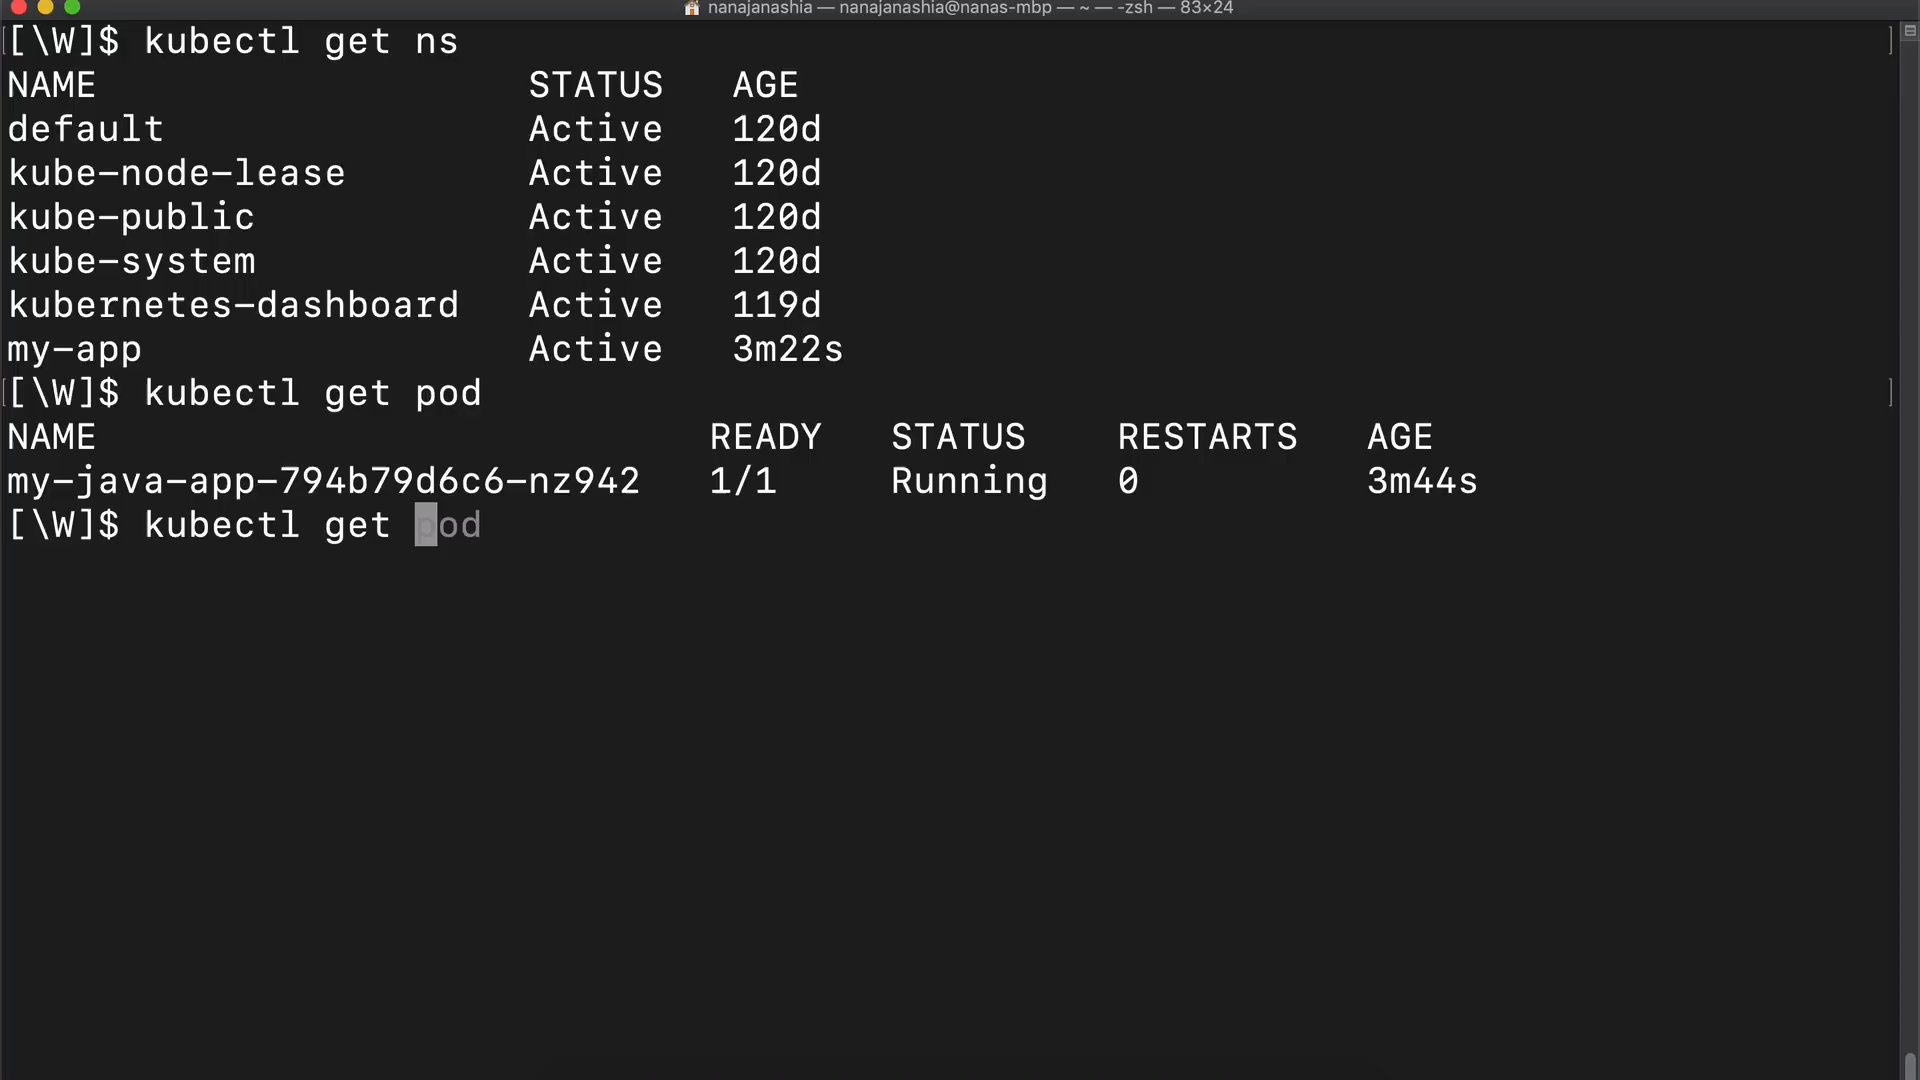 nanajanashia — nanajanashia@nanas-mbp — ~ — -zsh — 83×24
[[\W]$ kubectl get ns ]
NAME STATUS AGE
default Active 120d
kube-node-lease Active 120d
kube-public Active 120d
kube-system Active 120d
kubernetes-dashboard Active 119d
my-app Active 3m22s
[[\W]$ kubectl get pod ]
NAME READY STATUS RESTARTS AGE
my-java-app-794b79d6c6-nz942 1/1 Running 0 3m44s
[\W]$ kubectl get pod